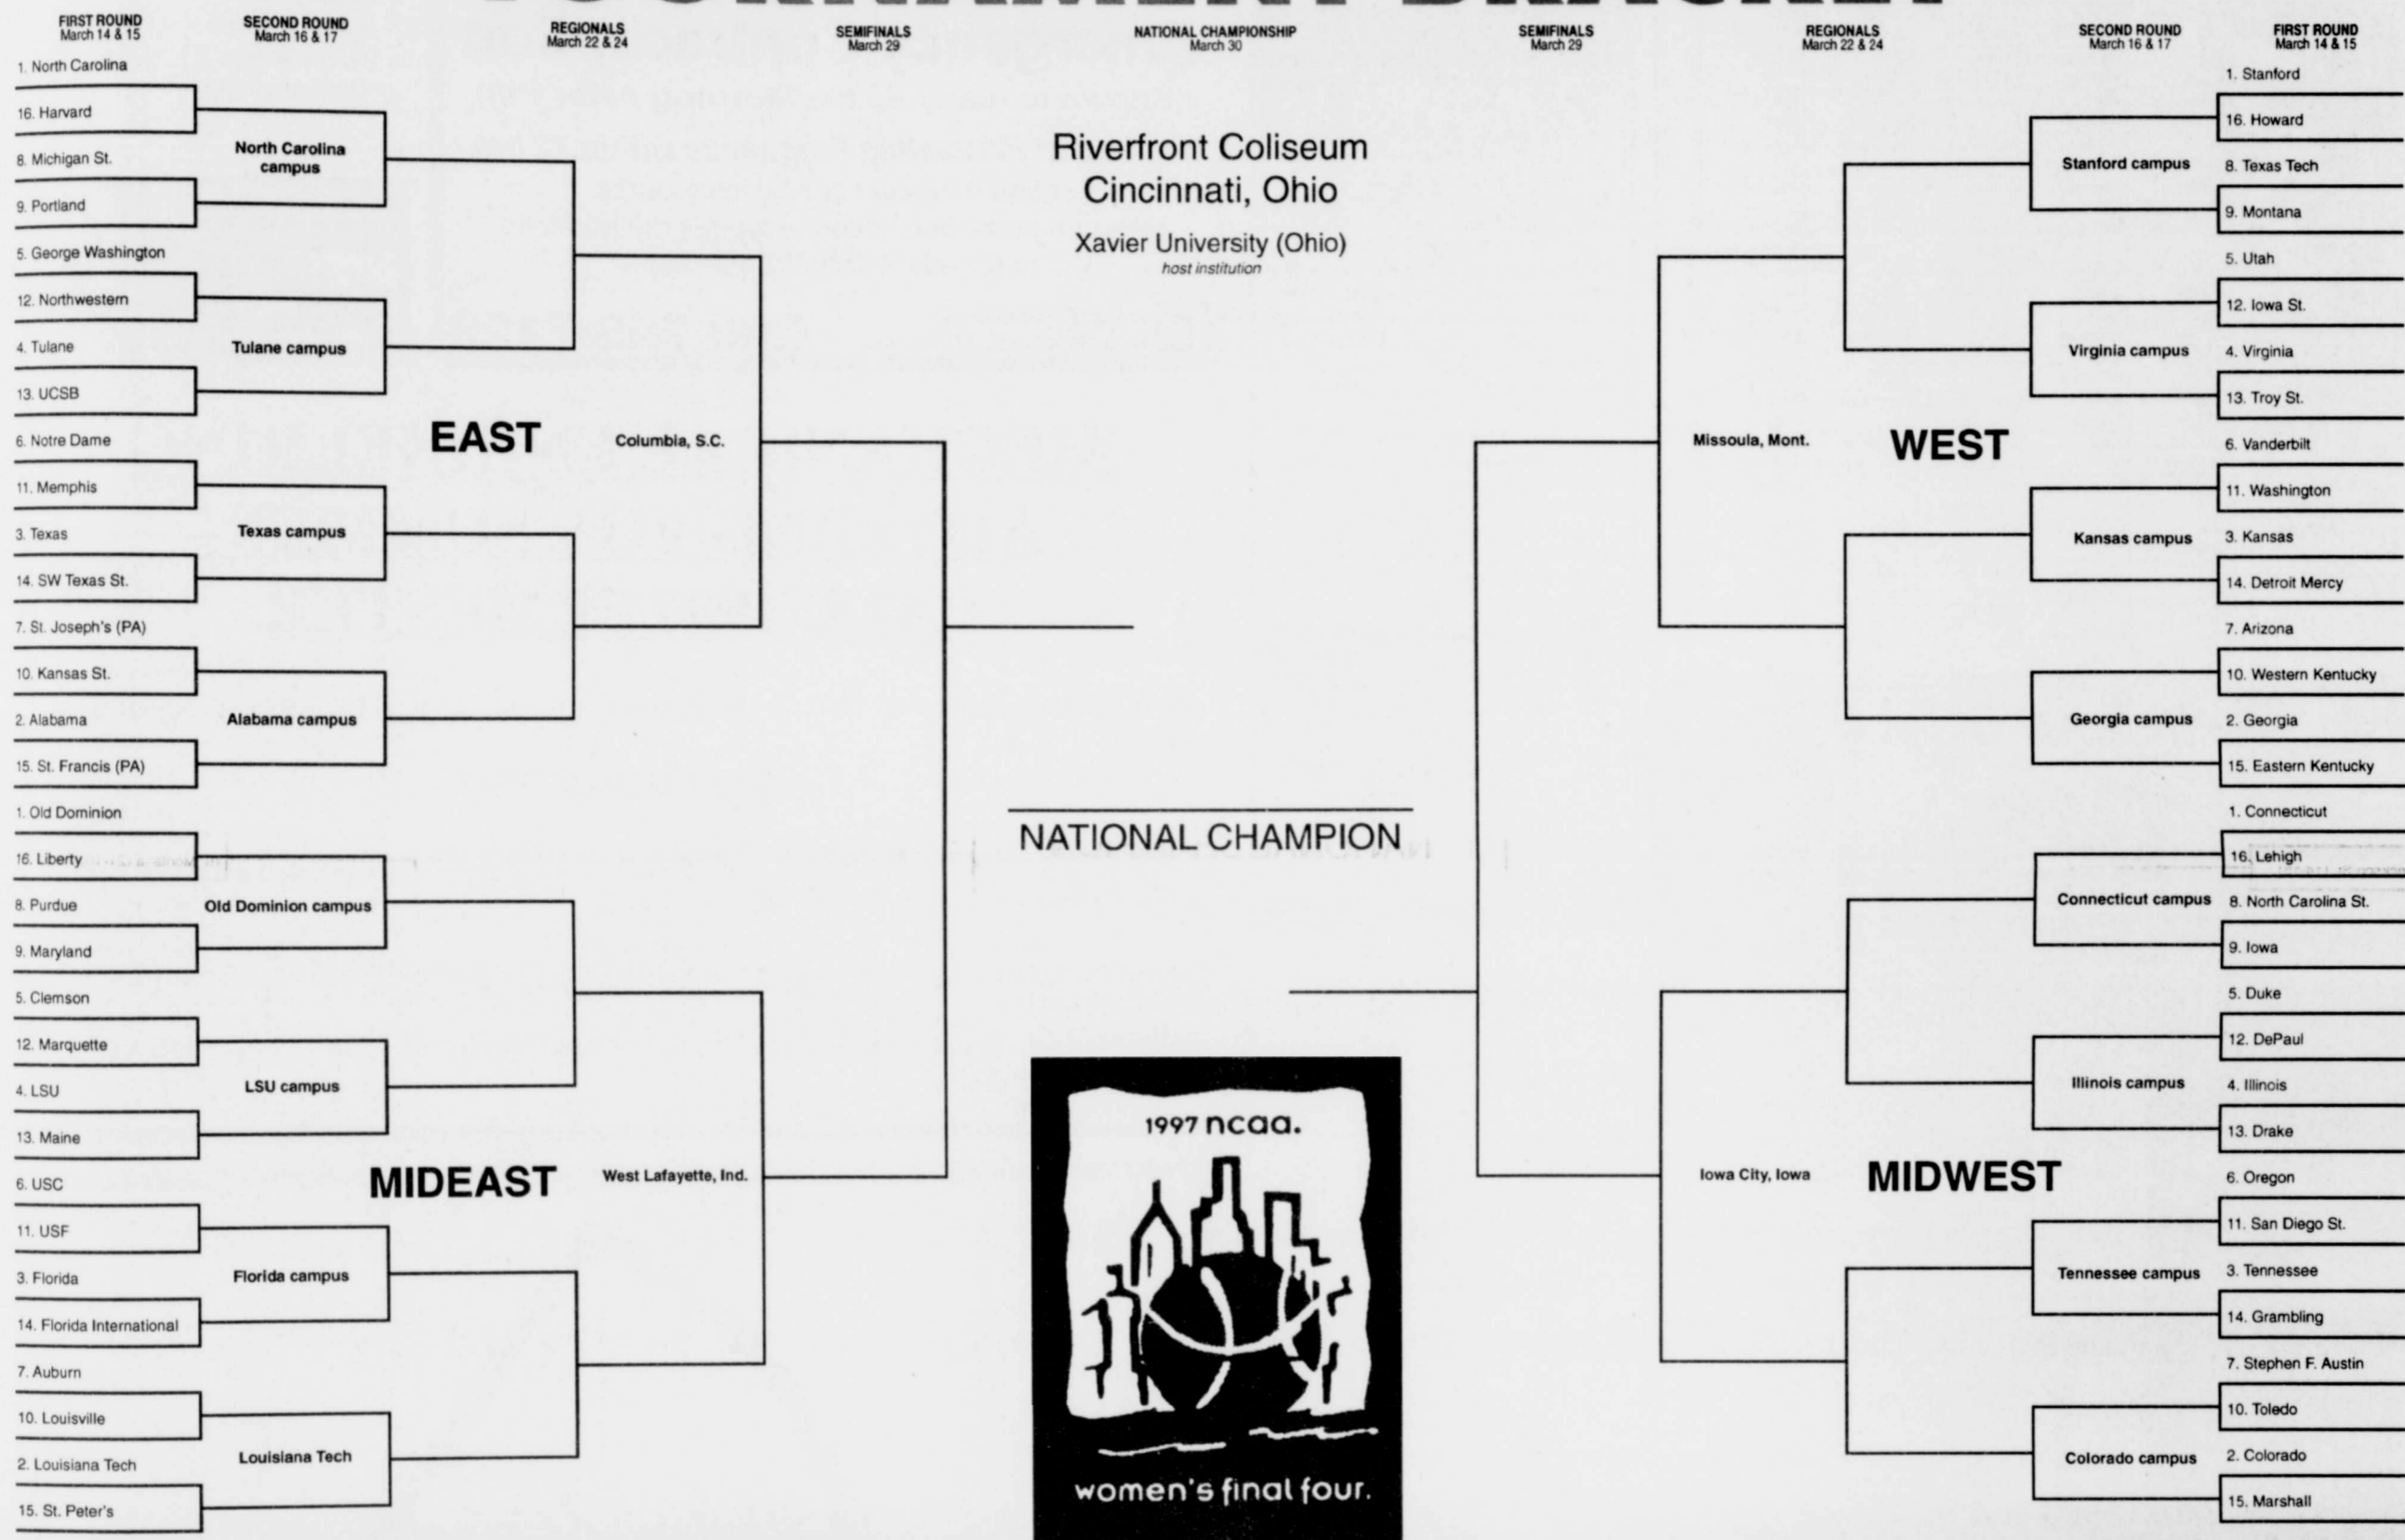 TOURNAMENT BRACKET
FIRST ROUND
March 14 & 15
SECOND ROUND
March 16 & 17
REGIONALS
March 22 & 24
SEMIFINALS
March 29
NATIONAL CHAMPIONSHIP
March 30
SEMIFINALS
March 29
REGIONALS
March 22 & 24
SECOND ROUND
March 16 & 17
FIRST ROUND
March 14 & 15
1. North Carolina
16. Harvard
8. Michigan St.
9. Portland
North Carolina
campus
5. George Washington
12. Northwestern
4. Tulane
13. UCSB
Tulane campus
EAST
Columbia, S.C.
6. Notre Dame
11. Memphis
3. Texas
14. SW Texas St.
Texas campus
7. St. Joseph's (PA)
10. Kansas St.
2. Alabama
15. St. Francis (PA)
Alabama campus
1. Old Dominion
16. Liberty
8. Purdue
9. Maryland
Old Dominion campus
5. Clemson
12. Marquette
4. LSU
13. Maine
LSU campus
MIDEAST
West Lafayette, Ind.
6. USC
11. USF
3. Florida
14. Florida International
Florida campus
7. Auburn
10. Louisville
2. Louisiana Tech
15. St. Peter's
Louisiana Tech
Riverfront Coliseum
Cincinnati, Ohio
Xavier University (Ohio)
host institution
NATIONAL CHAMPION
1997 ncaa.
women's final four.
1. Stanford
16. Howard
8. Texas Tech
9. Montana
Stanford campus
5. Utah
12. Iowa St.
4. Virginia
13. Troy St.
Virginia campus
Missoula, Mont.
WEST
6. Vanderbilt
11. Washington
3. Kansas
14. Detroit Mercy
Kansas campus
7. Arizona
10. Western Kentucky
2. Georgia
15. Eastern Kentucky
Georgia campus
1. Connecticut
16. Lehigh
8. North Carolina St.
9. Iowa
Connecticut campus
5. Duke
12. DePaul
4. Illinois
13. Drake
Illinois campus
Iowa City, Iowa
MIDWEST
6. Oregon
11. San Diego St.
3. Tennessee
14. Grambling
Tennessee campus
7. Stephen F. Austin
10. Toledo
2. Colorado
15. Marshall
Colorado campus